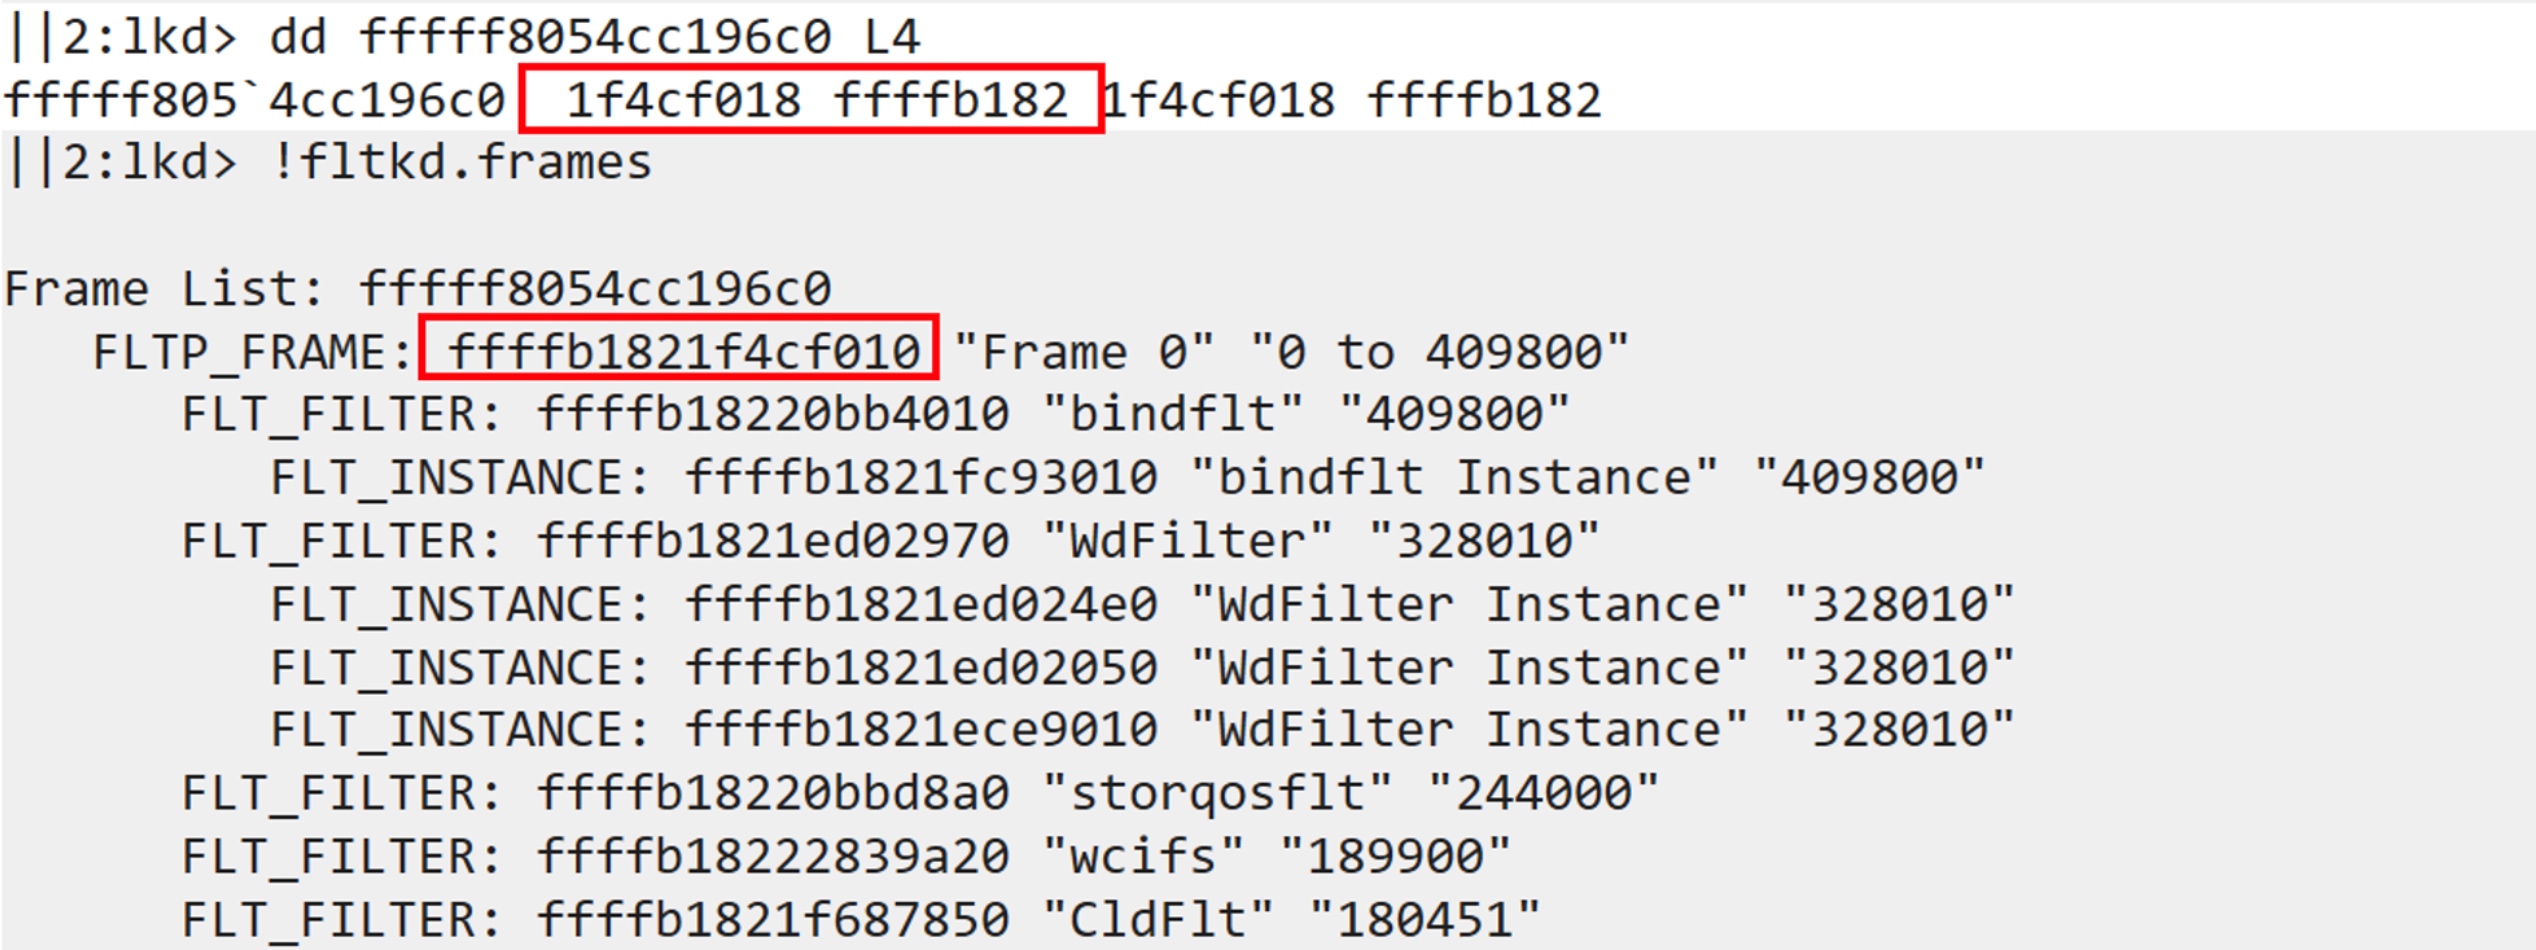 ||2:lkd> dd fffff8054cc196c0 L4
fffff805`4cc196c0 1f4cf018 ffffb182 1f4cf018 ffffb182
||2:lkd> !fltkd.frames
Frame List: fffff8054cc196c0
FLTP_FRAME: ffffb1821f4cf010 "Frame 0" "0 to 409800"
FLT_FILTER: ffffb18220bb4010 "bindflt" "409800"
FLT_INSTANCE: ffffb1821fc93010 "bindflt Instance" "409800"
FLT_FILTER: ffffb1821ed02970 "WdFilter" "328010"
FLT_INSTANCE: ffffb1821ed024e0 "WdFilter Instance" "328010"
FLT_INSTANCE: ffffb1821ed02050 "WdFilter Instance" "328010"
FLT_INSTANCE: ffffb1821ece9010 "WdFilter Instance" "328010"
FLT_FILTER: ffffb18220bbd8a0 "storqosflt" "244000"
FLT_FILTER: ffffb18222839a20 "wcifs" "189900"
FLT_FILTER: ffffb1821f687850 "CldFlt" "180451"